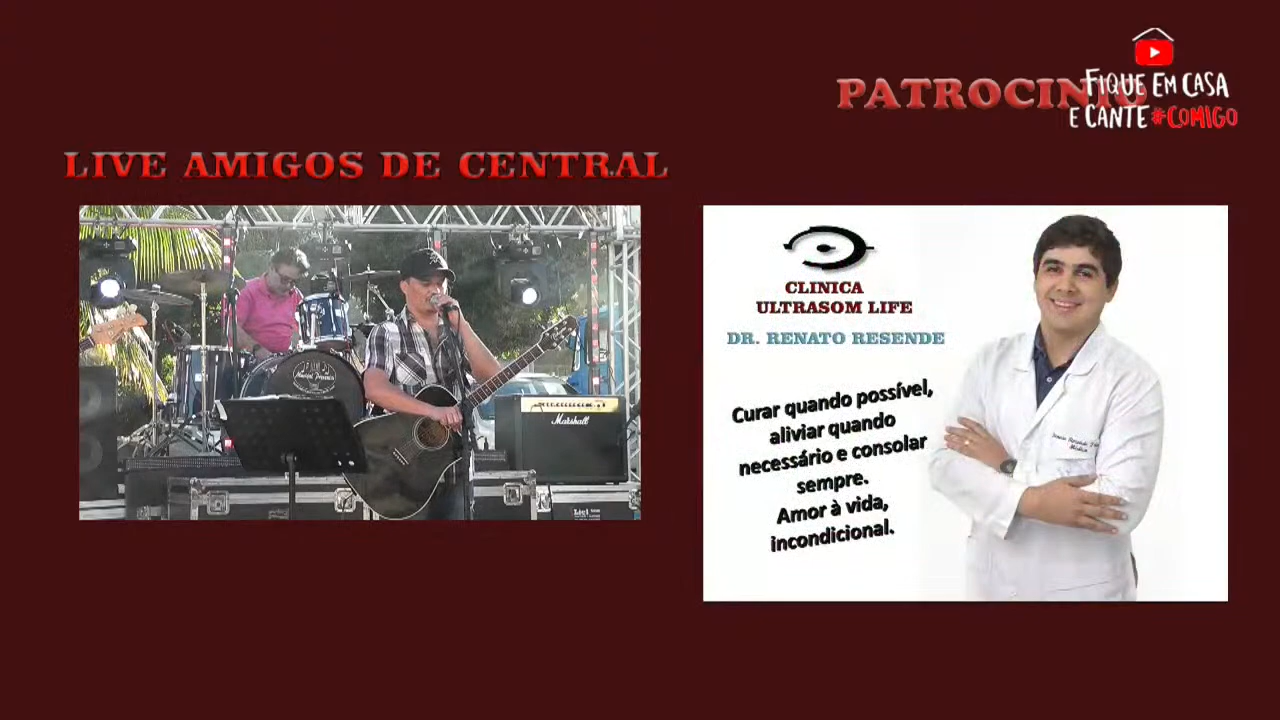 PATROCINIO
FIQUE EM CASA
E CANTE #COMIGO
LIVE AMIGOS DE CENTRAL
Marshall
CLINICA
ULTRASOM LIFE
DR. RENATO RESENDE
Curar quando possível,
aliviar quando
necessário e consolar
sempre.
Amor à vida,
incondicional.